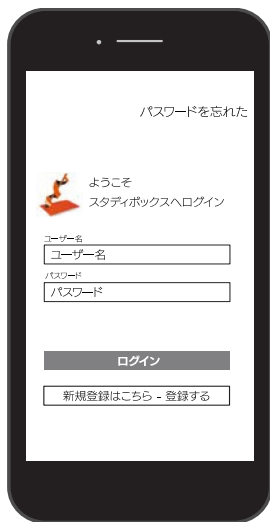 パスワードを忘れた
ようこそ
スタディボックスへログイン
ユーザー名
ユーザー名
パスワード
パスワード
ログイン
新規登録はこちら - 登録する